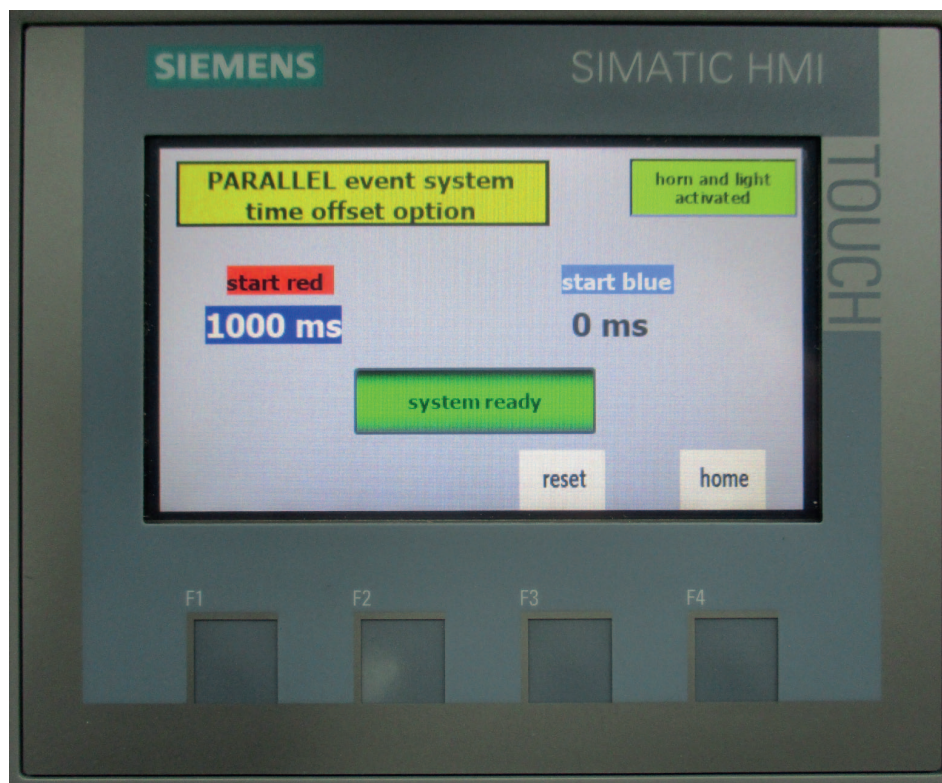 SIEMENS
SIMATIC HMI
TOUCH
PARALLEL event system
time offset option
horn and light
activated
start red
start blue
1000 ms
0 ms
system ready
reset
home
F1
F2
F3
F4